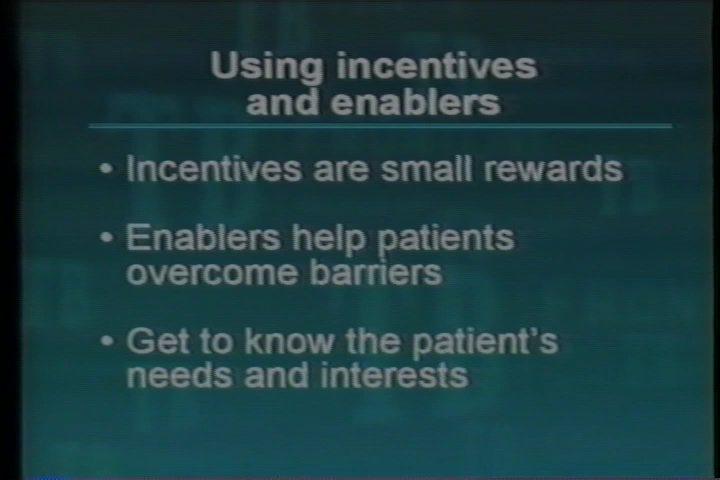 Using incentives
and enablers
• Incentives are small rewards
• Enablers help patients
overcome barriers
• Get to know the patient's
needs and interests